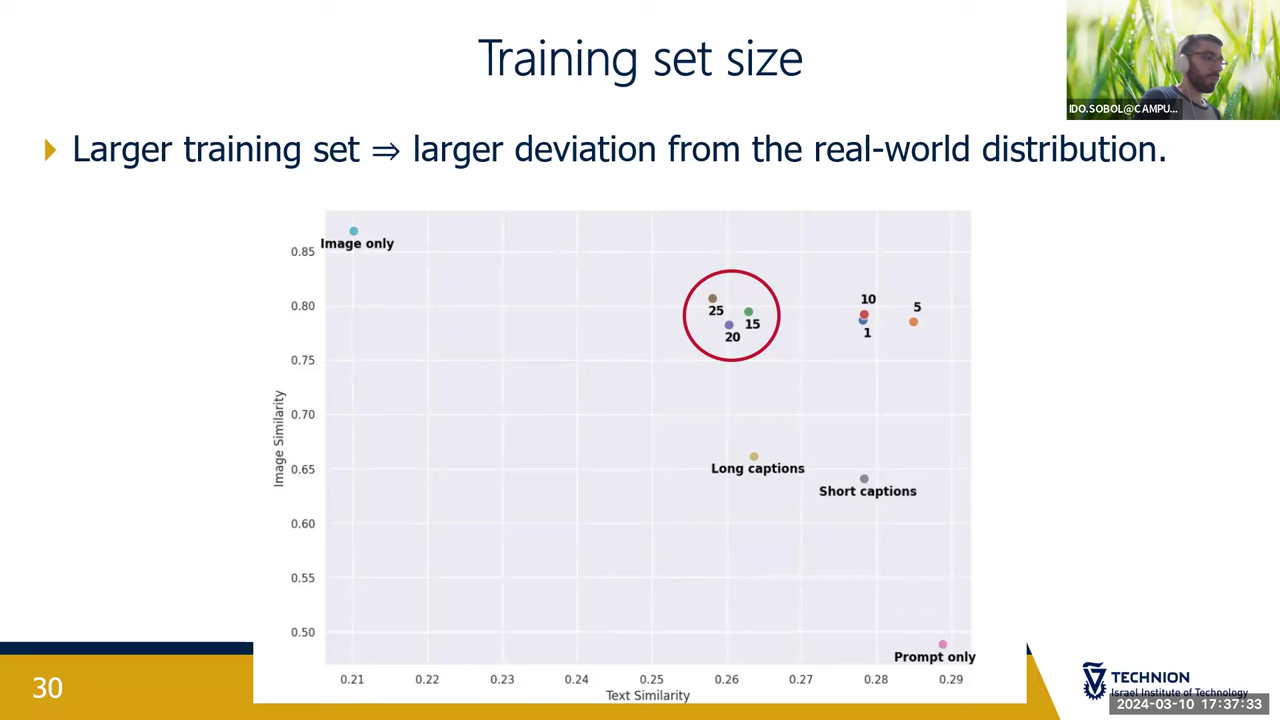 Training set size
IDO.SOBOL@CAMPU...
Larger training set ⇒ larger deviation from the real-world distribution.
Image only
0.85
0.80
0.75
0.70
0.65
0.60
0.55
0.50
Image Similarity
25
20
15
10
1
5
Long captions
Short captions
Prompt only
0.21
0.22
0.23
0.24
0.25
0.26
0.27
0.28
0.29
Text Similarity
30
TECHNION
Israel Institute of Technology
2024-03-10 17:37:33